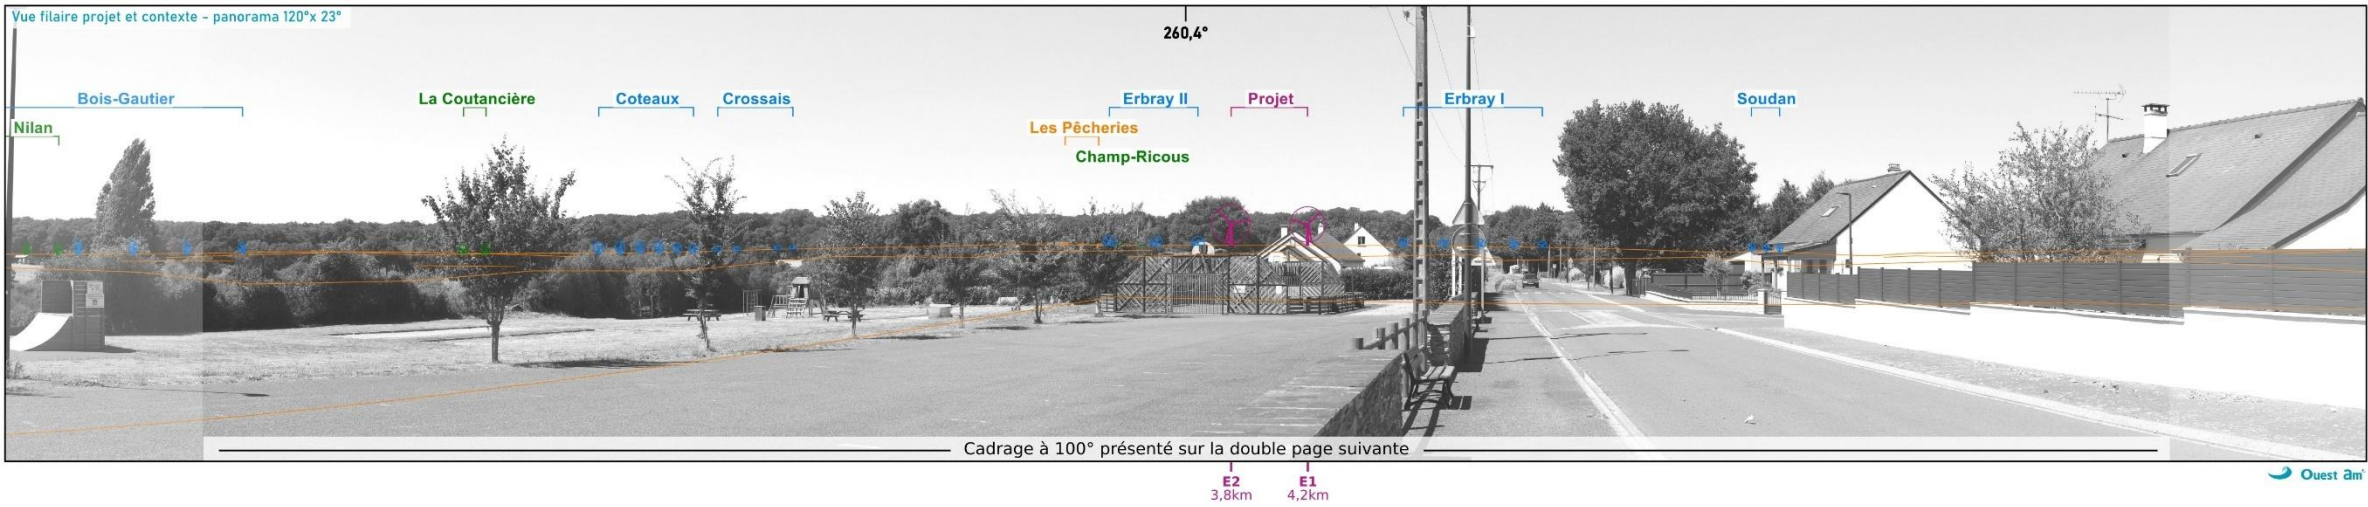 Vue filaire projet et contexte - panorama 120°x 23°
260,4°
Bois-Gautier
La Coutancière
Coteaux
Crossais
Erbray II
Projet
Erbray I
Soudan
Nilan
Les Pêcheries
Champ-Ricous
Cadrage à 100° présenté sur la double page suivante
E2
3,8km
E1
4,2km
Ouest am'